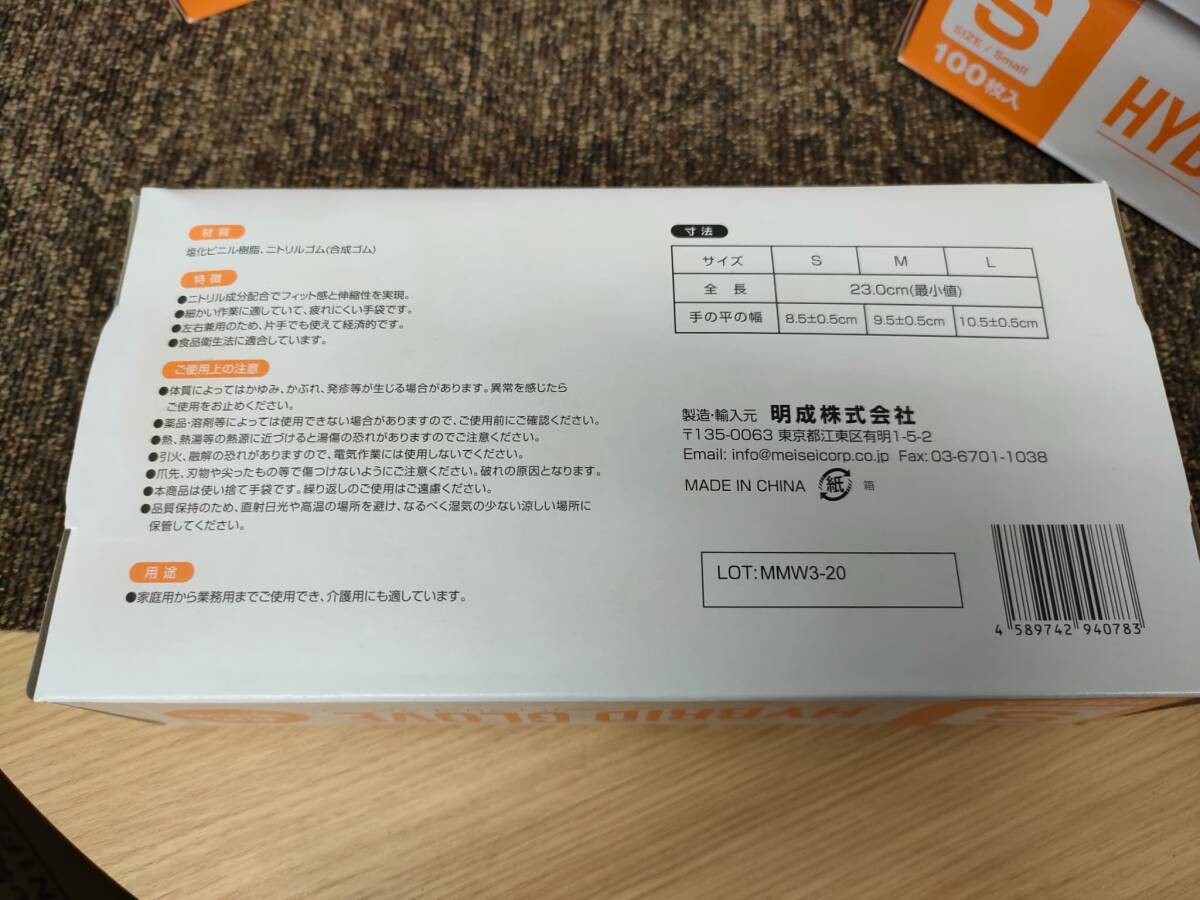 S
SIZE / Small
100枚入
HYB
材質
塩化ビニル樹脂、ニトリルゴム(合成ゴム)
特徴
●ニトリル成分配合でフィット感と伸縮性を実現。
●細かい作業に適していて、疲れにくい手袋です。
●左右兼用のため、片手でも使えて経済的です。
●食品衛生法に適合しています。
ご使用上の注意
●体質によってはかゆみ、かぶれ、発疹等が生じる場合があります。異常を感じたら
ご使用をお止めください。
●薬品・溶剤等によっては使用できない場合がありますので、ご使用前にご確認ください。
●熱、熱湯等の熱源に近づけると湯傷の恐れがありますのでご注意ください。
●引火、融解の恐れがありますので、電気作業には使用しないでください。
●爪先、刃物や尖ったもの等で傷つけないようにご注意ください。破れの原因となります。
●本商品は使い捨て手袋です。繰り返しのご使用はご遠慮ください。
●品質保持のため、直射日光や高温の場所を避け、なるべく湿気の少ない涼しい場所に
保管してください。
用途
●家庭用から業務用までご使用でき、介護用にも適しています。
寸法
サイズ S M L
全長 23.0cm(最小値)
手の平の幅 8.5±0.5cm 9.5±0.5cm 10.5±0.5cm
製造・輸入元 明成株式会社
〒135-0063 東京都江東区有明1-5-2
Email: info@meiseicorp.co.jp Fax: 03-6701-1038
MADE IN CHINA 紙 箱
LOT: MMW3-20
4 589742 940783
HYBRID GLOVE
S